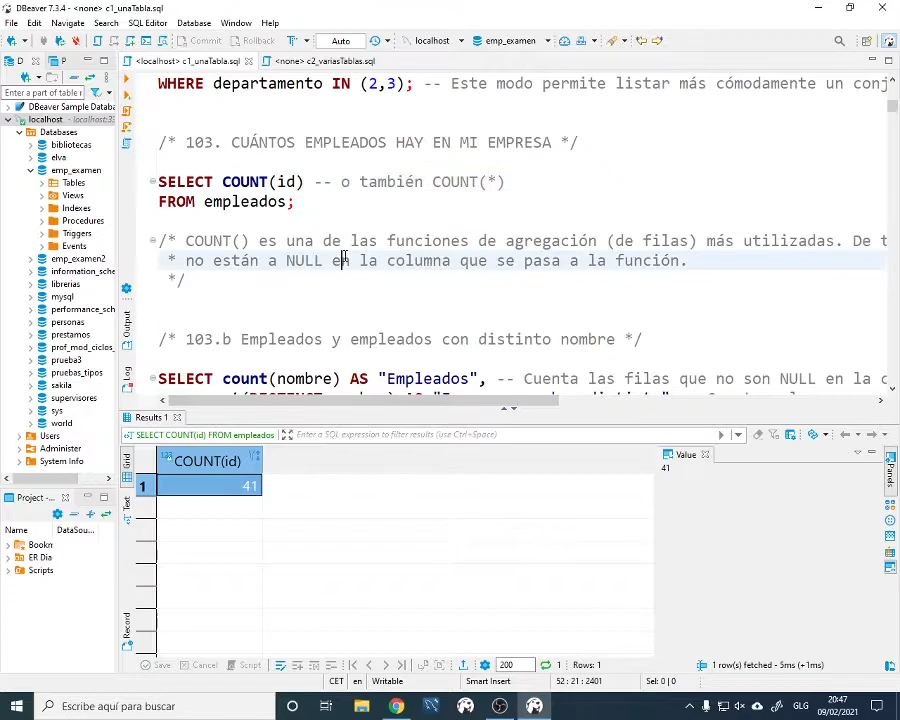 DBeaver 7.3.4 - <none> c1_unaTabla.sql
File Edit Navigate Search SQL Editor Database Window Help
Commit Rollback Auto localhost emp_examen
D P <localhost> c1_unaTabla.sql <none> c2_variasTablas.sql
Enter a part of table r
DBeaver Sample Databa
localhost - localhost:33
Databases
bibliotecas
elva
emp_examen
Tables
Views
Indexes
Procedures
Triggers
Events
emp_examen2
information_sche
librerias
mysql
performance_sch
personas
prestamos
prof_mod_ciclos_
prueba3
pruebas_tipos
sakila
supervisores
sys
world
Users
Administer
System Info
WHERE departamento IN (2,3); -- Este modo permite listar más cómodamente un conj
/* 103. CUÁNTOS EMPLEADOS HAY EN MI EMPRESA */
SELECT COUNT(id) -- o también COUNT(*)
FROM empleados;
/* COUNT() es una de las funciones de agregación (de filas) más utilizadas. De t
* no están a NULL en la columna que se pasa a la función.
*/
/* 103.b Empleados y empleados con distinto nombre */
SELECT count(nombre) AS "Empleados", -- Cuenta las filas que no son NULL en la c
Output
Log
Results 1
SELECT COUNT(id) FROM empleados Enter a SQL expression to filter results (use Ctrl+Space)
Grid
Text
Record
COUNT(id)
1 41
Value
41
Panels
Project -
Name DataSou...
Bookm
ER Dia
Scripts
Save Cancel Script 200 1 Rows: 1 1 row(s) fetched - 5ms (+1ms)
CET en Writable Smart Insert 52 : 21 : 2401 Sel: 0 | 0
Escribe aquí para buscar
GLG
20:47
09/02/2021